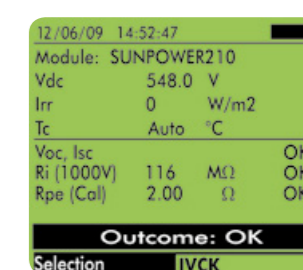 12/06/09 14:52:47
Module: SUNPOWER210
Vdc 548.0 V
Irr 0 W/m2
Tc Auto °C
Voc, Isc OK
Ri (1000V) 116 MΩ OK
Rpe (Cal) 2.00 Ω OK
Outcome: OK
Selection IVCK